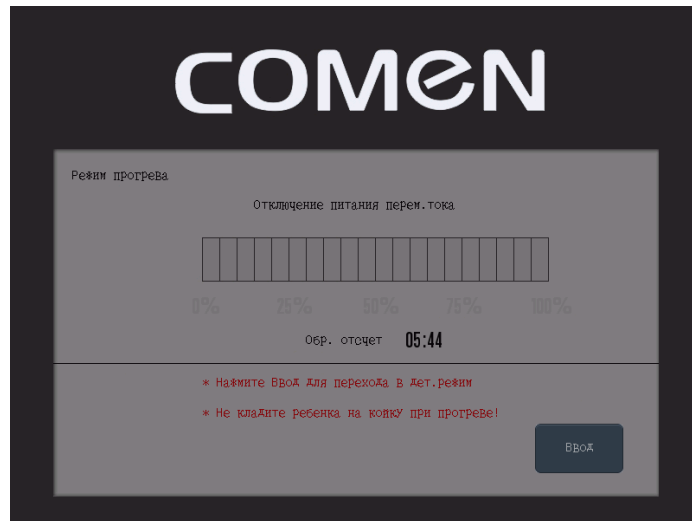 COMEN
Режим прогрева
Отключение питания перем.тока
0% 25% 50% 75% 100%
Обр. отсчет 05:44
* Нажмите Ввод для перехода в дет.режим
* Не кладите ребенка на койку при прогреве!
Ввод